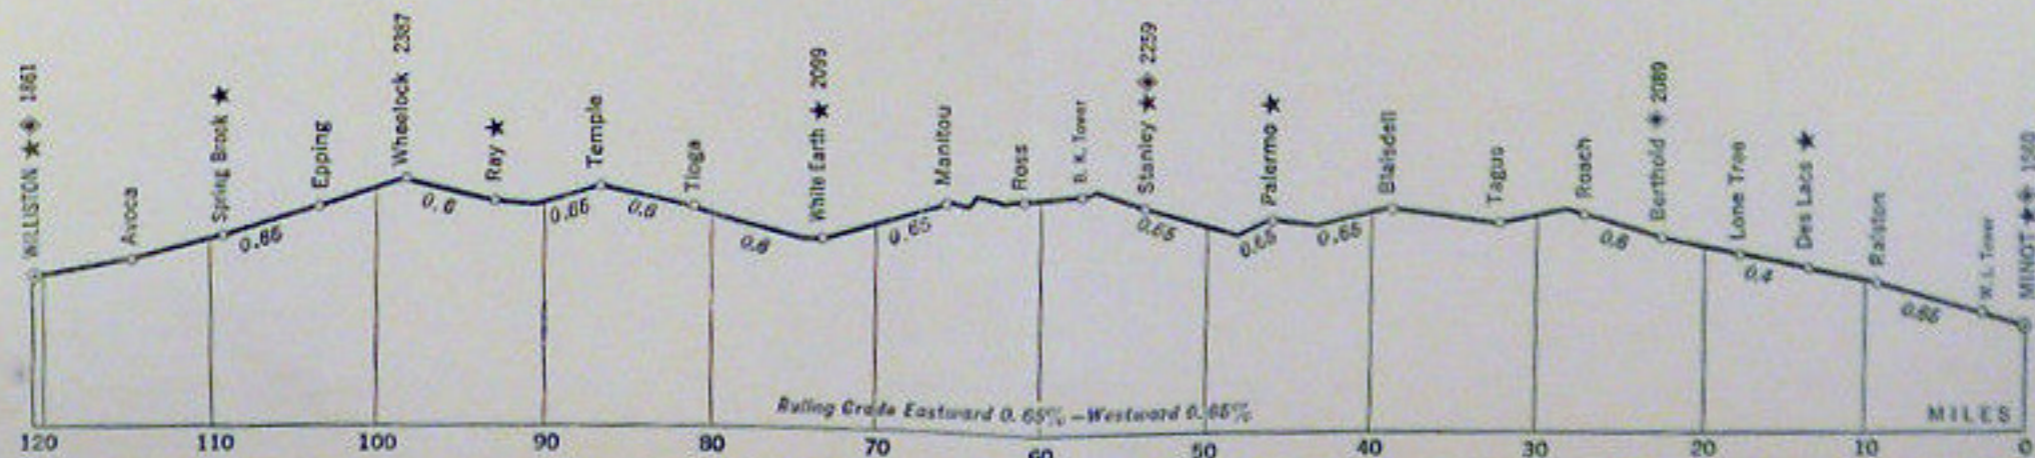 WILLISTON ★◈ 1861
Avoca
Spring Brook ★
Epping
Wheelock 2387
Ray ★
Temple
Tioga
White Earth ★ 2099
Manitou
Ross
B. K. Tower
Stanley ★◈ 2259
Palermo ★
Blaisdell
Tagus
Roach
Berthold ◈ 2089
Lone Tree
Des Lacs ★
Ralston
Tower
MINOT ★◈
0.65
0.6
0.65
0.6
0.6
0.65
0.65
0.65
0.65
0.6
0.4
0.65
Ruling Grade Eastward 0.65% – Westward 0.65%
MILES
120 110 100 90 80 70 60 50 40 30 20 10 0